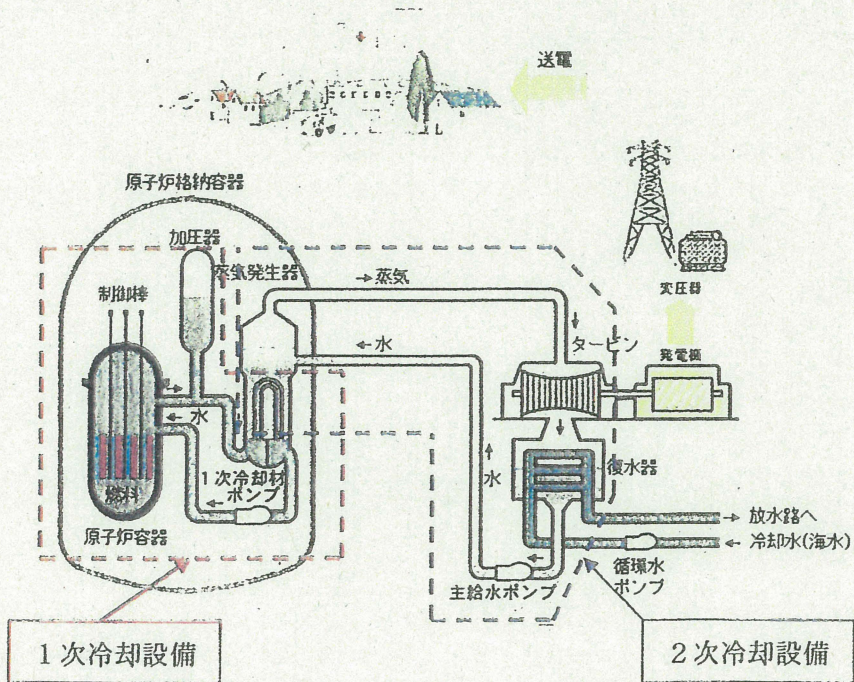 送電
原子炉格納容器
加圧器
蒸気発生器
→蒸気
制御棒
変圧器
←水
タービン
発電機
水
水
復水器
1次冷却材
ポンプ
燃料
原子炉容器
→ 放水路へ
← 冷却水(海水)
循環水
ポンプ
主給水ポンプ
1次冷却設備
2次冷却設備